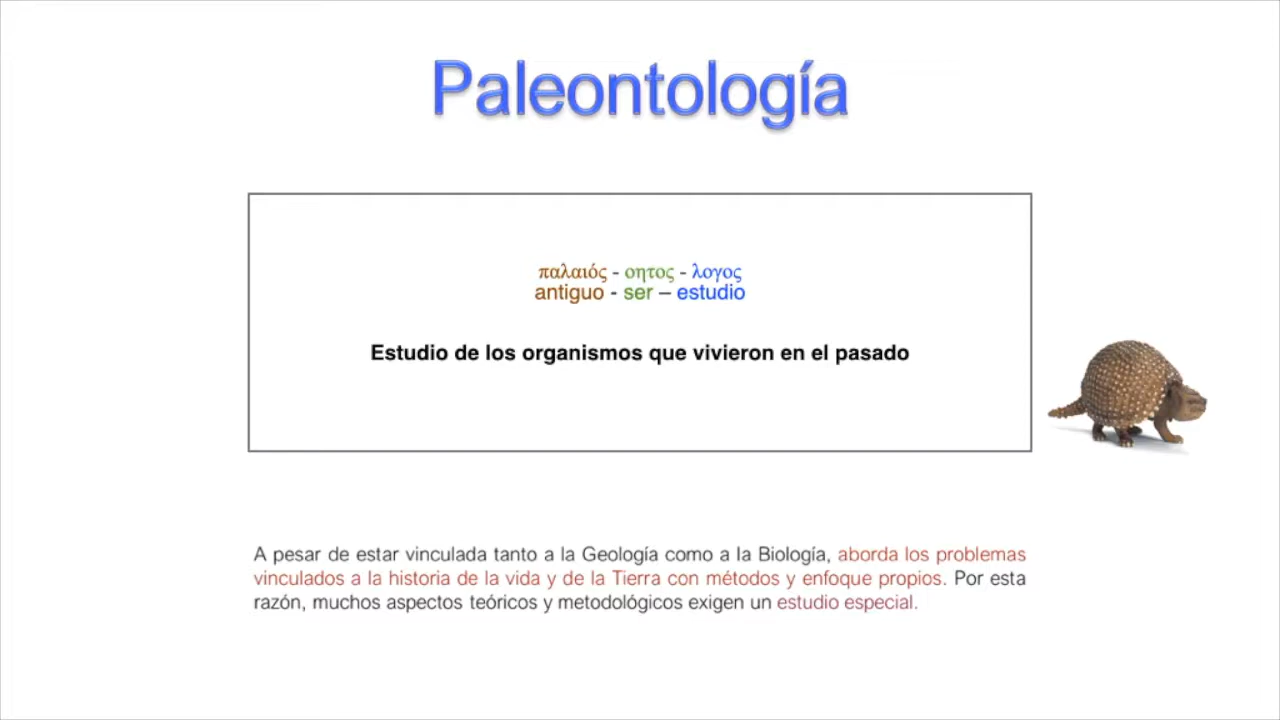 Paleontología
παλαιός - οητος - λογος
antiguo - ser – estudio
Estudio de los organismos que vivieron en el pasado
A pesar de estar vinculada tanto a la Geología como a la Biología, aborda los problemas
vinculados a la historia de la vida y de la Tierra con métodos y enfoque propios. Por esta
razón, muchos aspectos teóricos y metodológicos exigen un estudio especial.